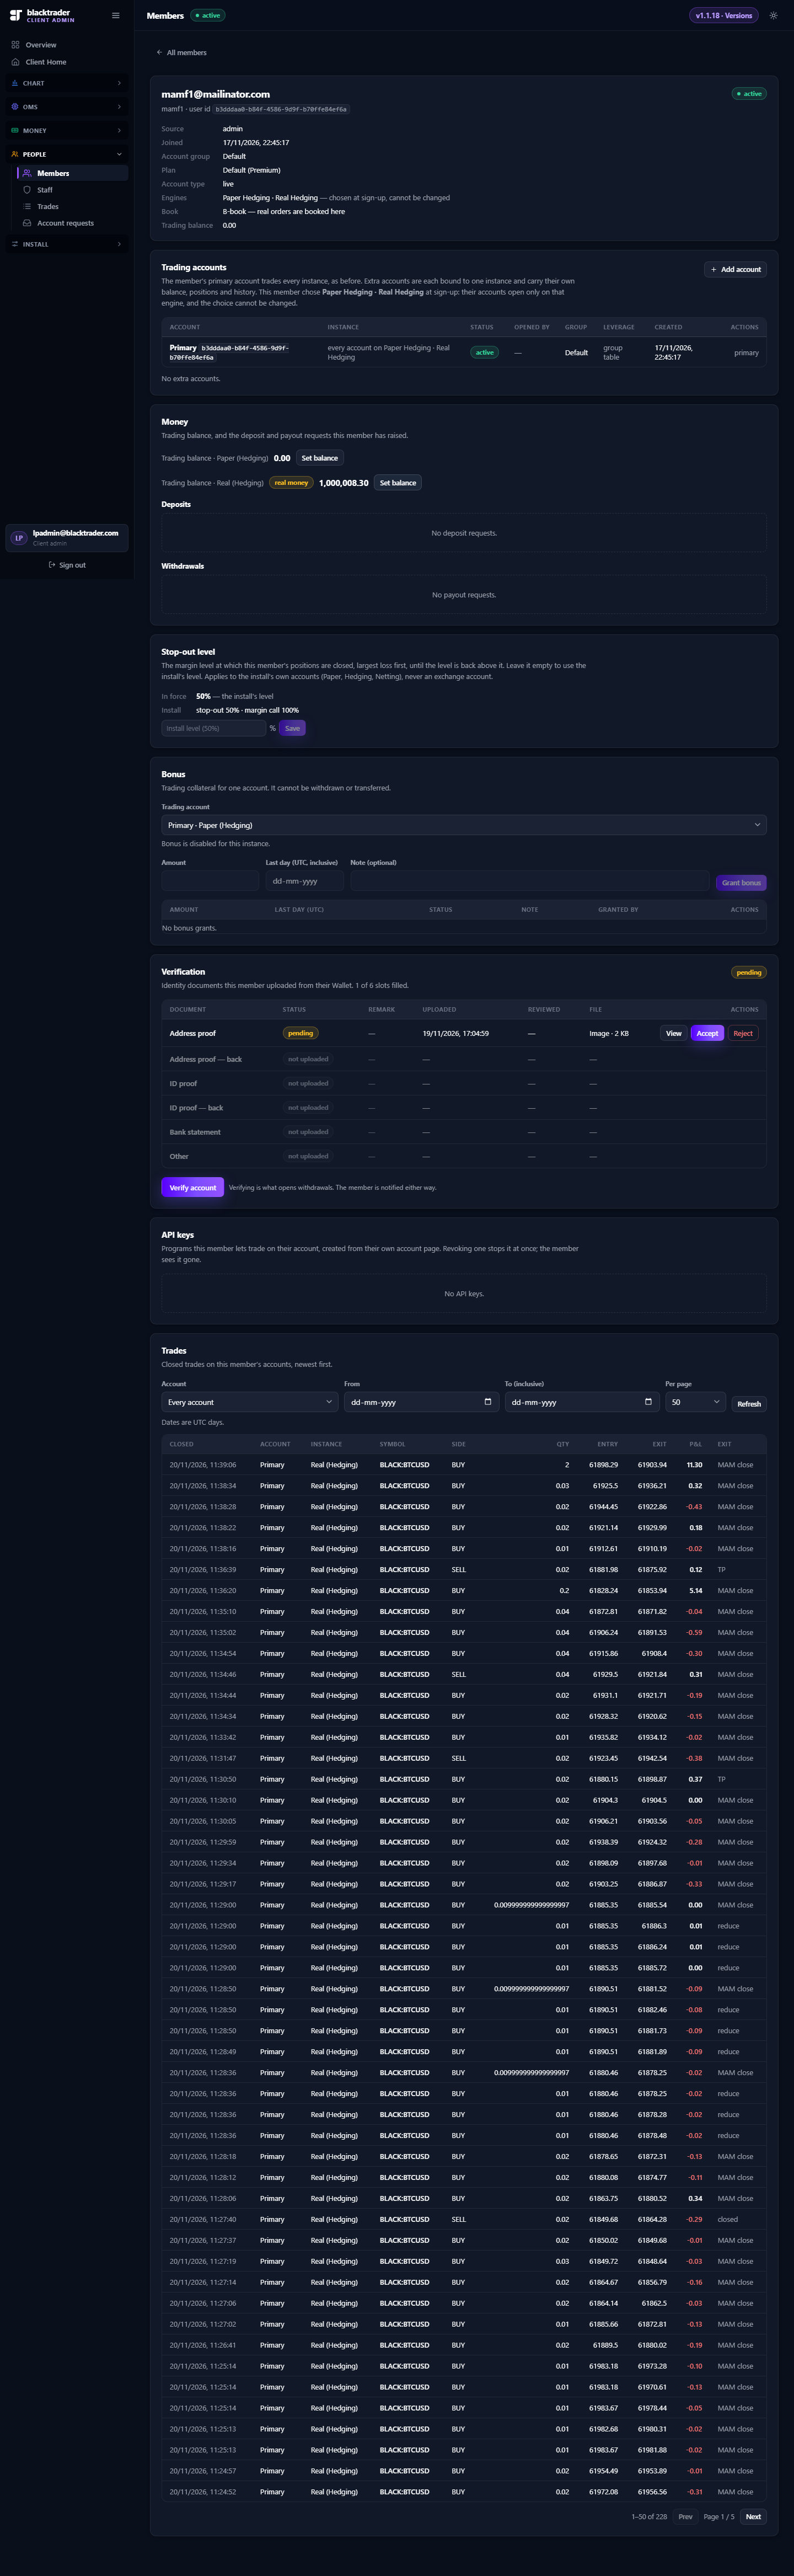 blacktrader
CLIENT ADMIN
Overview
Client Home
CHART
OMS
MONEY
PEOPLE
Members
Staff
Trades
Account requests
INSTALL
LP
lpadmin@blacktrader.com
Client admin
Sign out
Members active
v1.1.18 · Versions
← All members
mamf1@mailinator.com
active
mamf1 · user id b3dddaa0-b84f-4586-9d9f-b70ffe84ef6a
Source admin
Joined 17/11/2026, 22:45:17
Account group Default
Plan Default (Premium)
Account type live
Engines Paper Hedging · Real Hedging — chosen at sign-up, cannot be changed
Book B-book — real orders are booked here
Trading balance 0.00
Trading accounts
+ Add account
The member's primary account trades every instance, as before. Extra accounts are each bound to one instance and carry their own
balance, positions and history. This member chose Paper Hedging · Real Hedging at sign-up: their accounts open only on that
engine, and the choice cannot be changed.
ACCOUNT INSTANCE STATUS OPENED BY GROUP LEVERAGE CREATED ACTIONS
Primary b3dddaa0-b84f-4586-9d9f-
b70ffe84ef6a
every account on Paper Hedging · Real
Hedging
active
—
Default
group
table
17/11/2026,
22:45:17
primary
No extra accounts.
Money
Trading balance, and the deposit and payout requests this member has raised.
Trading balance · Paper (Hedging) 0.00 Set balance
Trading balance · Real (Hedging) real money 1,000,008.30 Set balance
Deposits
No deposit requests.
Withdrawals
No payout requests.
Stop-out level
The margin level at which this member's positions are closed, largest loss first, until the level is back above it. Leave it empty to use the
install's level. Applies to the install's own accounts (Paper, Hedging, Netting), never an exchange account.
In force 50% — the install's level
Install stop-out 50% · margin call 100%
install level (50%) % Save
Bonus
Trading collateral for one account. It cannot be withdrawn or transferred.
Trading account
Primary · Paper (Hedging)
Bonus is disabled for this instance.
Amount Last day (UTC, inclusive) Note (optional)
dd-mm-yyyy Grant bonus
AMOUNT LAST DAY (UTC) STATUS NOTE GRANTED BY ACTIONS
No bonus grants.
Verification
pending
Identity documents this member uploaded from their Wallet. 1 of 6 slots filled.
DOCUMENT STATUS REMARK UPLOADED REVIEWED FILE ACTIONS
Address proof pending — 19/11/2026, 17:04:59 — Image · 2 KB View Accept Reject
Address proof — back not uploaded — — — —
ID proof not uploaded — — — —
ID proof — back not uploaded — — — —
Bank statement not uploaded — — — —
Other not uploaded — — — —
Verify account Verifying is what opens withdrawals. The member is notified either way.
API keys
Programs this member lets trade on their account, created from their own account page. Revoking one stops it at once; the member
sees it gone.
No API keys.
Trades
Closed trades on this member's accounts, newest first.
Account From To (inclusive) Per page
Every account dd-mm-yyyy dd-mm-yyyy 50 Refresh
Dates are UTC days.
CLOSED ACCOUNT INSTANCE SYMBOL SIDE QTY ENTRY EXIT P&L EXIT
20/11/2026, 11:39:06 Primary Real (Hedging) BLACK:BTCUSD BUY 2 61898.29 61903.94 11.30 MAM close
20/11/2026, 11:38:34 Primary Real (Hedging) BLACK:BTCUSD BUY 0.03 61925.5 61936.21 0.32 MAM close
20/11/2026, 11:38:28 Primary Real (Hedging) BLACK:BTCUSD BUY 0.02 61944.45 61922.86 -0.43 MAM close
20/11/2026, 11:38:22 Primary Real (Hedging) BLACK:BTCUSD BUY 0.02 61921.14 61929.99 0.18 MAM close
20/11/2026, 11:38:16 Primary Real (Hedging) BLACK:BTCUSD BUY 0.01 61912.61 61910.19 -0.02 MAM close
20/11/2026, 11:36:39 Primary Real (Hedging) BLACK:BTCUSD SELL 0.02 61881.98 61875.92 0.12 TP
20/11/2026, 11:36:20 Primary Real (Hedging) BLACK:BTCUSD BUY 0.2 61828.24 61853.94 5.14 MAM close
20/11/2026, 11:35:10 Primary Real (Hedging) BLACK:BTCUSD BUY 0.04 61872.81 61871.82 -0.04 MAM close
20/11/2026, 11:35:02 Primary Real (Hedging) BLACK:BTCUSD BUY 0.04 61906.24 61891.53 -0.59 MAM close
20/11/2026, 11:34:54 Primary Real (Hedging) BLACK:BTCUSD BUY 0.04 61915.86 61908.4 -0.30 MAM close
20/11/2026, 11:34:46 Primary Real (Hedging) BLACK:BTCUSD SELL 0.04 61929.5 61921.84 0.31 MAM close
20/11/2026, 11:34:44 Primary Real (Hedging) BLACK:BTCUSD BUY 0.02 61931.1 61921.71 -0.19 MAM close
20/11/2026, 11:34:34 Primary Real (Hedging) BLACK:BTCUSD BUY 0.02 61928.32 61920.62 -0.15 MAM close
20/11/2026, 11:33:42 Primary Real (Hedging) BLACK:BTCUSD BUY 0.01 61935.82 61934.12 -0.02 MAM close
20/11/2026, 11:31:47 Primary Real (Hedging) BLACK:BTCUSD SELL 0.02 61923.45 61942.54 -0.38 MAM close
20/11/2026, 11:30:50 Primary Real (Hedging) BLACK:BTCUSD BUY 0.02 61880.15 61898.87 0.37 TP
20/11/2026, 11:30:10 Primary Real (Hedging) BLACK:BTCUSD BUY 0.02 61904.3 61904.5 0.00 MAM close
20/11/2026, 11:30:05 Primary Real (Hedging) BLACK:BTCUSD BUY 0.02 61906.21 61903.56 -0.05 MAM close
20/11/2026, 11:29:59 Primary Real (Hedging) BLACK:BTCUSD BUY 0.02 61938.39 61924.32 -0.28 MAM close
20/11/2026, 11:29:34 Primary Real (Hedging) BLACK:BTCUSD BUY 0.02 61898.09 61897.68 -0.01 MAM close
20/11/2026, 11:29:17 Primary Real (Hedging) BLACK:BTCUSD BUY 0.02 61903.25 61886.87 -0.33 MAM close
20/11/2026, 11:29:00 Primary Real (Hedging) BLACK:BTCUSD BUY 0.009999999999999997 61885.35 61885.54 0.00 MAM close
20/11/2026, 11:29:00 Primary Real (Hedging) BLACK:BTCUSD BUY 0.01 61885.35 61886.3 0.01 reduce
20/11/2026, 11:29:00 Primary Real (Hedging) BLACK:BTCUSD BUY 0.01 61885.35 61886.24 0.01 reduce
20/11/2026, 11:29:00 Primary Real (Hedging) BLACK:BTCUSD BUY 0.01 61885.35 61885.72 0.00 reduce
20/11/2026, 11:28:50 Primary Real (Hedging) BLACK:BTCUSD BUY 0.009999999999999997 61890.51 61881.52 -0.09 MAM close
20/11/2026, 11:28:50 Primary Real (Hedging) BLACK:BTCUSD BUY 0.01 61890.51 61882.46 -0.08 reduce
20/11/2026, 11:28:50 Primary Real (Hedging) BLACK:BTCUSD BUY 0.01 61890.51 61881.73 -0.09 reduce
20/11/2026, 11:28:49 Primary Real (Hedging) BLACK:BTCUSD BUY 0.01 61890.51 61881.89 -0.09 reduce
20/11/2026, 11:28:36 Primary Real (Hedging) BLACK:BTCUSD BUY 0.009999999999999997 61880.46 61878.25 -0.02 MAM close
20/11/2026, 11:28:36 Primary Real (Hedging) BLACK:BTCUSD BUY 0.01 61880.46 61878.25 -0.02 reduce
20/11/2026, 11:28:36 Primary Real (Hedging) BLACK:BTCUSD BUY 0.01 61880.46 61878.28 -0.02 reduce
20/11/2026, 11:28:36 Primary Real (Hedging) BLACK:BTCUSD BUY 0.01 61880.46 61878.48 -0.02 reduce
20/11/2026, 11:28:18 Primary Real (Hedging) BLACK:BTCUSD BUY 0.02 61878.65 61872.31 -0.13 MAM close
20/11/2026, 11:28:12 Primary Real (Hedging) BLACK:BTCUSD BUY 0.02 61880.08 61874.77 -0.11 MAM close
20/11/2026, 11:28:06 Primary Real (Hedging) BLACK:BTCUSD BUY 0.02 61863.75 61880.52 0.34 MAM close
20/11/2026, 11:27:40 Primary Real (Hedging) BLACK:BTCUSD SELL 0.02 61849.68 61864.28 -0.29 closed
20/11/2026, 11:27:37 Primary Real (Hedging) BLACK:BTCUSD BUY 0.02 61850.02 61849.68 -0.01 MAM close
20/11/2026, 11:27:19 Primary Real (Hedging) BLACK:BTCUSD BUY 0.03 61849.72 61848.64 -0.03 MAM close
20/11/2026, 11:27:14 Primary Real (Hedging) BLACK:BTCUSD BUY 0.02 61864.67 61856.79 -0.16 MAM close
20/11/2026, 11:27:06 Primary Real (Hedging) BLACK:BTCUSD BUY 0.02 61864.14 61862.5 -0.03 MAM close
20/11/2026, 11:27:02 Primary Real (Hedging) BLACK:BTCUSD BUY 0.01 61885.66 61872.81 -0.13 MAM close
20/11/2026, 11:26:41 Primary Real (Hedging) BLACK:BTCUSD BUY 0.02 61889.5 61880.02 -0.19 MAM close
20/11/2026, 11:25:14 Primary Real (Hedging) BLACK:BTCUSD BUY 0.01 61983.18 61973.28 -0.10 MAM close
20/11/2026, 11:25:14 Primary Real (Hedging) BLACK:BTCUSD BUY 0.01 61983.18 61970.61 -0.13 MAM close
20/11/2026, 11:25:14 Primary Real (Hedging) BLACK:BTCUSD BUY 0.01 61983.67 61978.44 -0.05 MAM close
20/11/2026, 11:25:13 Primary Real (Hedging) BLACK:BTCUSD BUY 0.01 61982.68 61980.31 -0.02 MAM close
20/11/2026, 11:25:13 Primary Real (Hedging) BLACK:BTCUSD BUY 0.01 61983.67 61981.88 -0.02 MAM close
20/11/2026, 11:24:57 Primary Real (Hedging) BLACK:BTCUSD BUY 0.02 61954.49 61953.89 -0.01 MAM close
20/11/2026, 11:24:52 Primary Real (Hedging) BLACK:BTCUSD BUY 0.02 61972.08 61956.56 -0.31 MAM close
1–50 of 228 Prev Page 1 / 5 Next